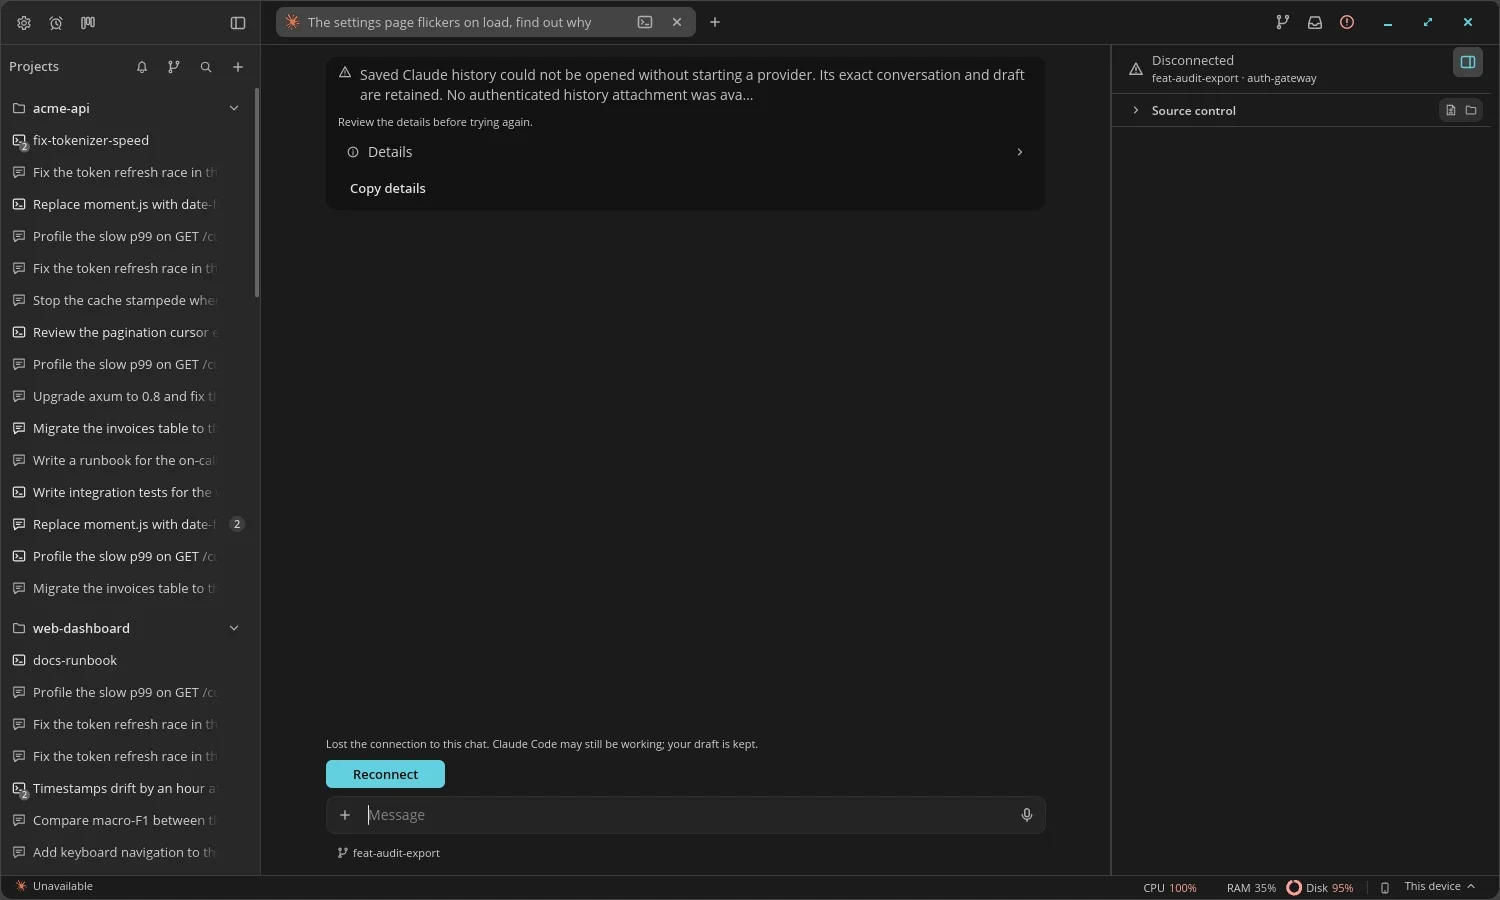 The settings page flickers on load, find out why
Projects
acme-api
2
fix-tokenizer-speed
Fix the token refresh race in th
Replace moment.js with date-f
Profile the slow p99 on GET /cu
Fix the token refresh race in th
Stop the cache stampede whe
Review the pagination cursor e
Profile the slow p99 on GET /cu
Upgrade axum to 0.8 and fix t
Migrate the invoices table to th
Write a runbook for the on-cal
Write integration tests for the
Replace moment.js with date-f
2
Profile the slow p99 on GET /cu
Migrate the invoices table to th
web-dashboard
docs-runbook
Profile the slow p99 on GET /cu
Fix the token refresh race in th
Fix the token refresh race in th
2
Timestamps drift by an hour a
Compare macro-F1 between t
Add keyboard navigation to th
Unavailable
Saved Claude history could not be opened without starting a provider. Its exact conversation and draft
are retained. No authenticated history attachment was ava...
Review the details before trying again.
Details
Copy details
Lost the connection to this chat. Claude Code may still be working; your draft is kept.
Reconnect
Message
feat-audit-export
Disconnected
feat-audit-export · auth-gateway
Source control
CPU 100%
RAM 35%
Disk 95%
This device